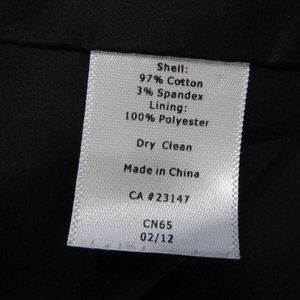 Shell:
97% Cotton
3% Spandex
Lining:
100% Polyester
Dry Clean
Made in China
CA #23147
CN65
02/12